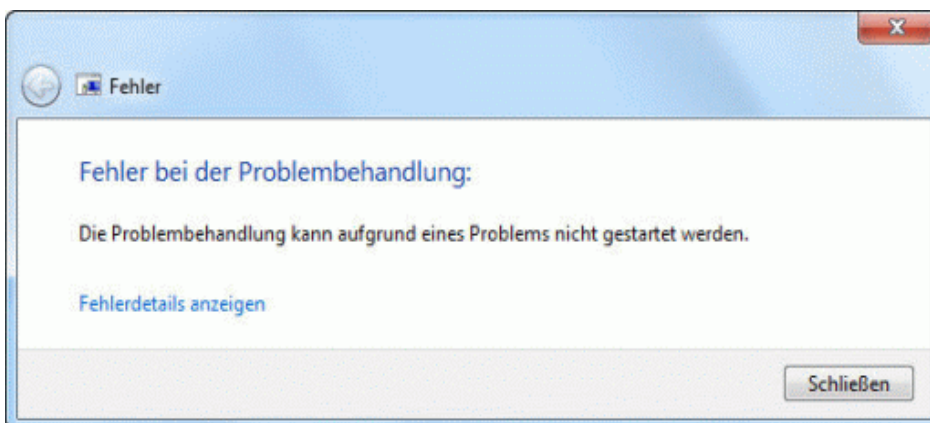 Fehler
Fehler bei der Problembehandlung:
Die Problembehandlung kann aufgrund eines Problems nicht gestartet werden.
Fehlerdetails anzeigen
Schließen